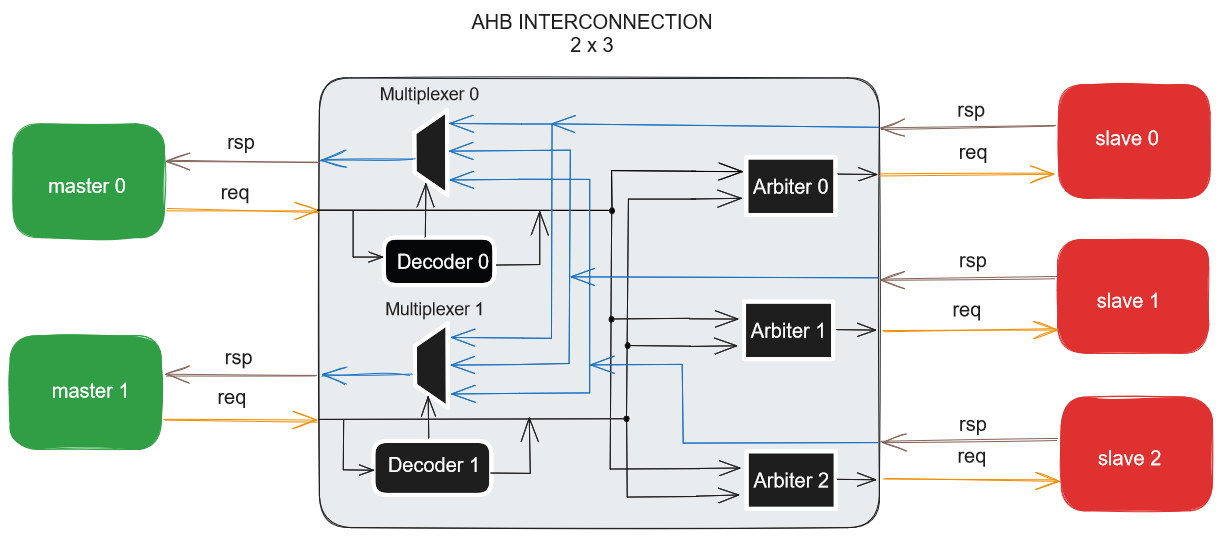 AHB INTERCONNECTION
2 x 3
Multiplexer 0
rsp
master 0
req
Decoder 0
Multiplexer 1
rsp
master 1
req
Decoder 1
Arbiter 0
Arbiter 1
Arbiter 2
rsp
slave 0
req
rsp
slave 1
req
rsp
slave 2
req